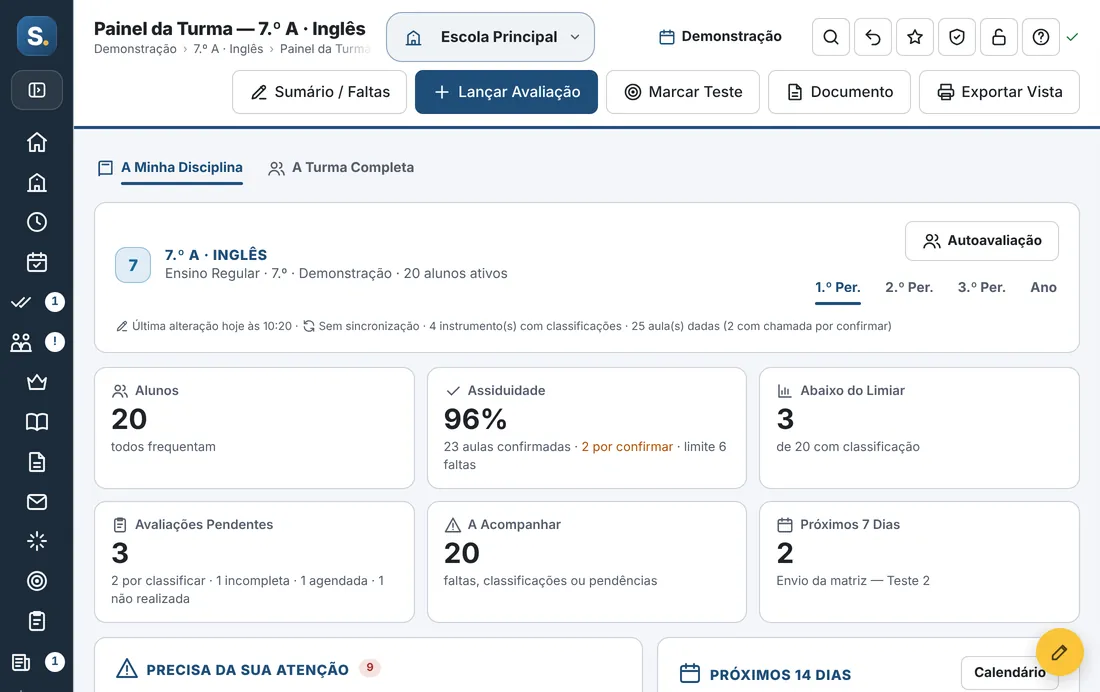 S.
Painel da Turma — 7.º A · Inglês
Demonstração › 7.º A · Inglês › Painel da Turma
Escola Principal
Demonstração
Sumário / Faltas
Lançar Avaliação
Marcar Teste
Documento
Exportar Vista
A Minha Disciplina
A Turma Completa
7
7.º A · INGLÊS
Ensino Regular · 7.º · Demonstração · 20 alunos ativos
Autoavaliação
1.º Per.
2.º Per.
3.º Per.
Ano
Última alteração hoje às 10:20 · Sem sincronização · 4 instrumento(s) com classificações · 25 aula(s) dadas (2 com chamada por confirmar)
1
!
1
Alunos
20
todos frequentam
Assiduidade
96%
23 aulas confirmadas · 2 por confirmar · limite 6
faltas
Abaixo do Limiar
3
de 20 com classificação
Avaliações Pendentes
3
2 por classificar · 1 incompleta · 1 agendada · 1
não realizada
A Acompanhar
20
faltas, classificações ou pendências
Próximos 7 Dias
2
Envio da matriz — Teste 2
PRECISA DA SUA ATENÇÃO
9
PRÓXIMOS 14 DIAS
Calendário